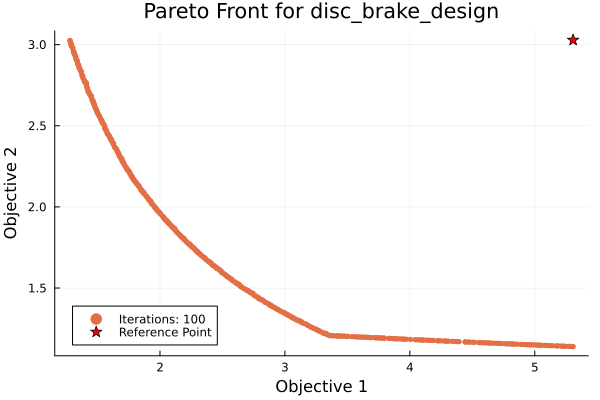 Pareto Front for disc_brake_design
Objective 2
3.0
2.5
2.0
1.5
Iterations: 100
Reference Point
2 3 4 5
Objective 1